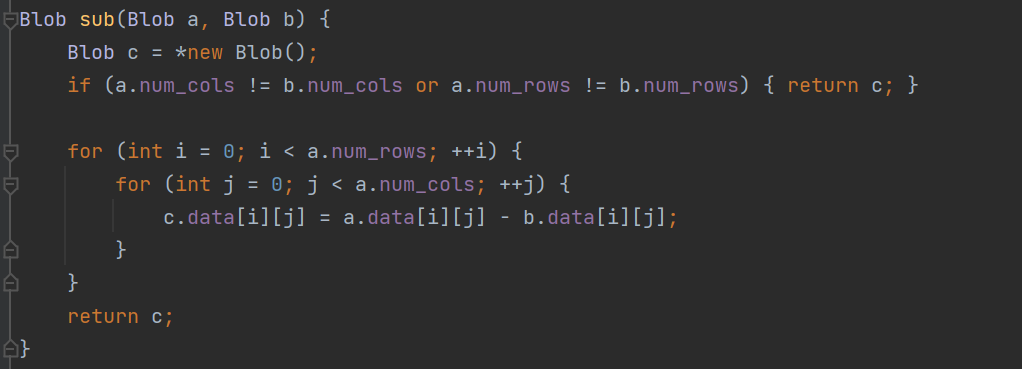 Blob sub(Blob a, Blob b) {
    Blob c = *new Blob();
    if (a.num_cols != b.num_cols or a.num_rows != b.num_rows) { return c; }

    for (int i = 0; i < a.num_rows; ++i) {
        for (int j = 0; j < a.num_cols; ++j) {
            c.data[i][j] = a.data[i][j] - b.data[i][j];
        }
    }
    return c;
}